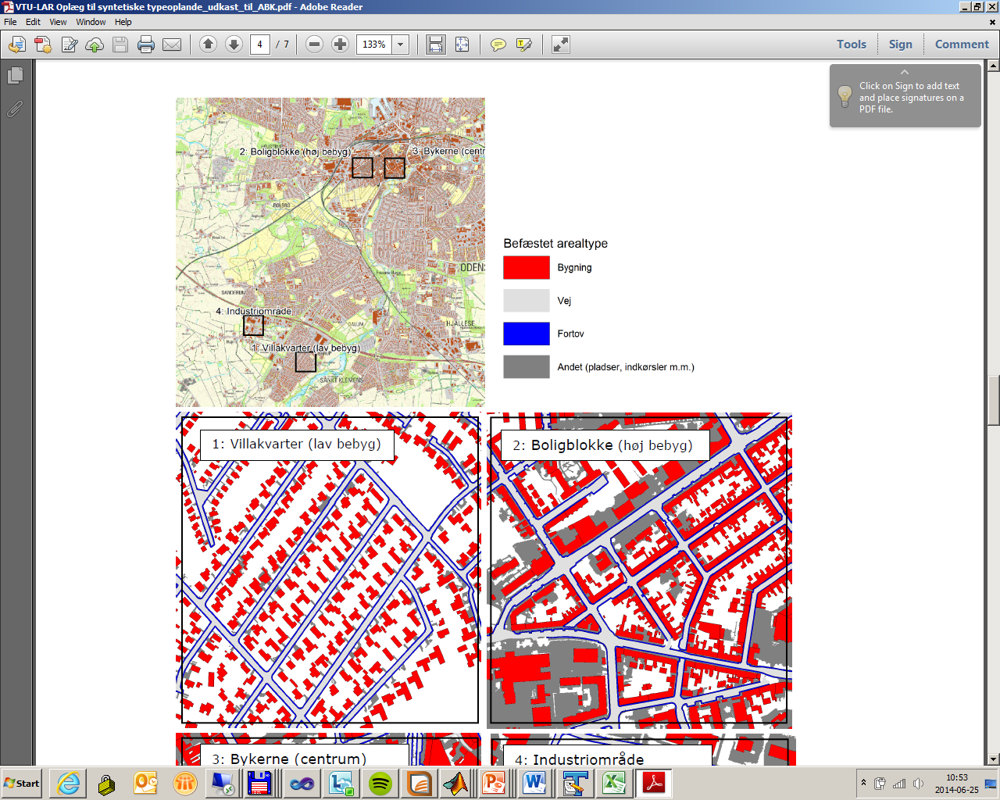 VTU-LAR Oplæg til syntetiske typeoplande_udkast_til_ABK.pdf - Adobe Reader
File Edit View Window Help
4 / 7 133% Tools Sign Comment
Click on Sign to add text
and place signatures on a
PDF file.
2: Boligblokke (høj bebyg)
3: Bykerne (centr
BOLBRO
Fruens Bøge
ODEN
SANDERUM
4: Industriområde
DALUM
HJALLESE
1: Villakvarter (lav bebyg)
SANKT KLEMENS
Befæstet arealtype
Bygning
Vej
Fortov
Andet (pladser, indkørsler m.m.)
1: Villakvarter (lav bebyg)
2: Boligblokke (høj bebyg)
3: Bykerne (centrum)
4: Industriområde
Start
10:53
2014-06-25